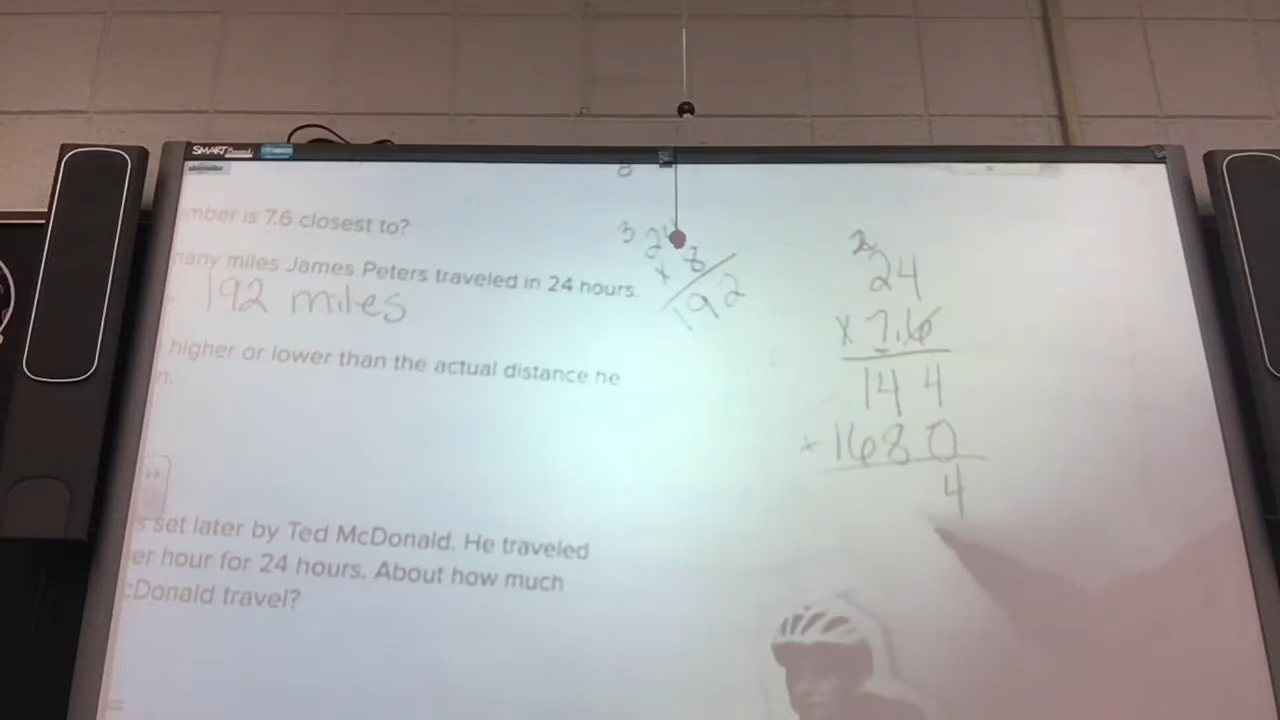 SMART Board
8
mber is 7.6 closest to?
many miles James Peters traveled in 24 hours.
192 miles
higher or lower than the actual distance he
n.
s set later by Ted McDonald. He traveled
er hour for 24 hours. About how much
cDonald travel?
3
24
x 8
192
2
24
x 7.6
144
+ 1680
4